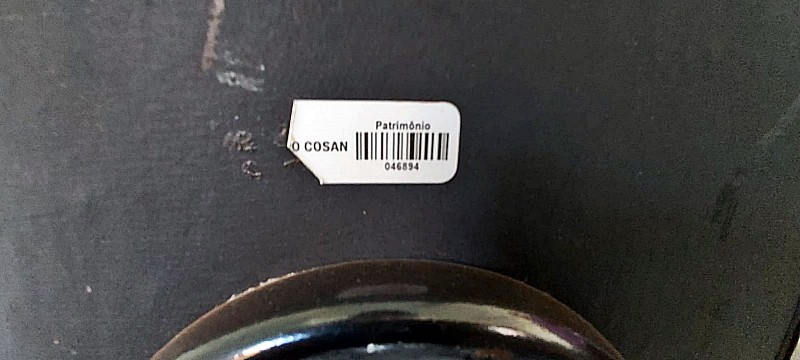 Patrimônio
O COSAN
046894